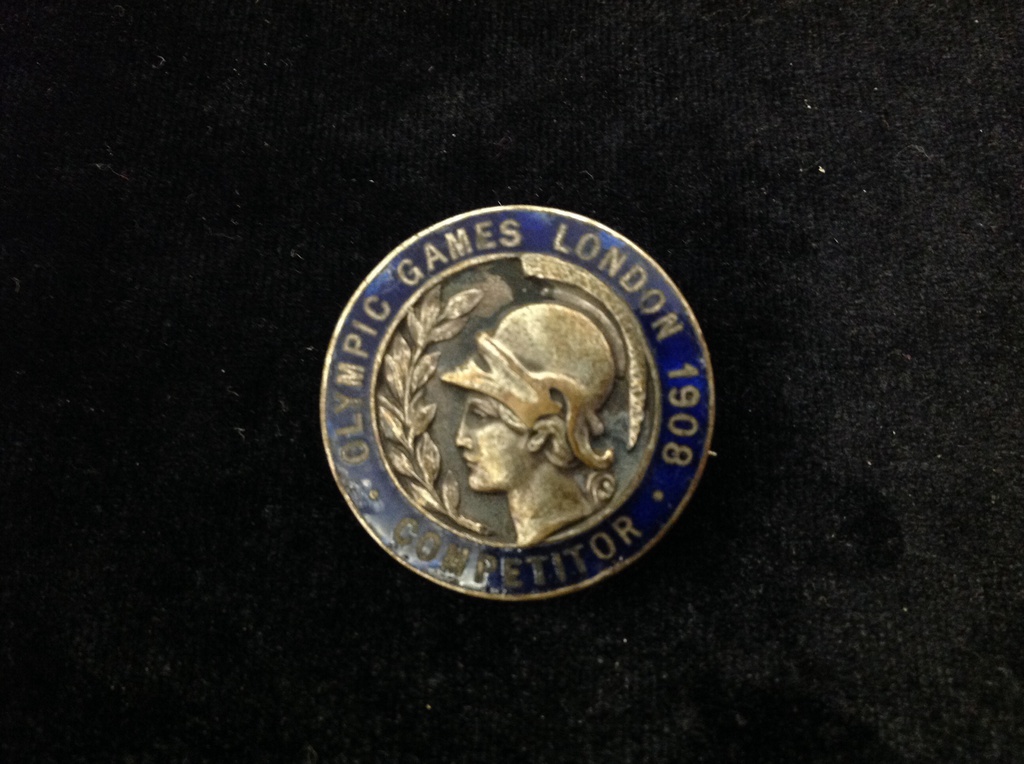 OLYMPIC GAMES LONDON 1908
COMPETITOR